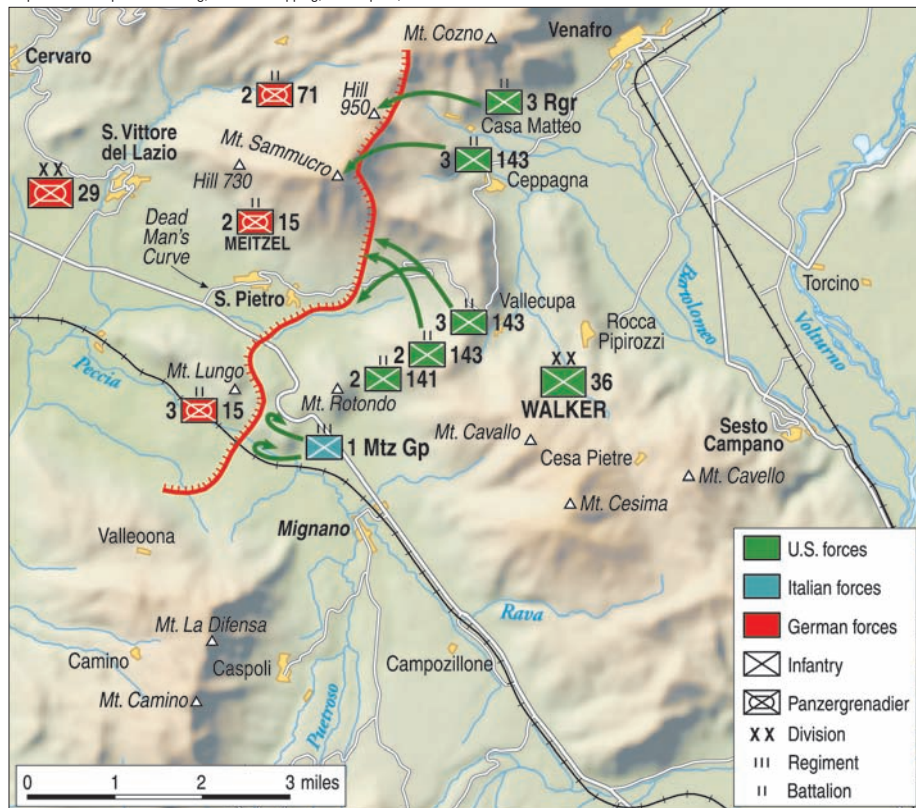 Mt. Cozno
Venafro
Cervaro
2 71
Hill
950
3 Rgr
Casa Matteo
S. Vittore
del Lazio
Mt. Sammucro
3 143
Ceppagna
29
Hill 730
2 15
MEITZEL
Dead
Man's
Curve
S. Pietro
Vallecupa
3 143
Bartolomeo
Volturno
Torcino
Rocca
Pipirozzi
2 143
Peccia
Mt. Lungo
2 141
Mt. Rotondo
36
WALKER
3 15
1 Mtz Gp
Mt. Cavallo
Cesa Pietre
Sesto
Campano
Mt. Cavello
Mt. Cesima
Mignano
Valleoona
Rava
Mt. La Difensa
Camino
Caspoli
Campozillone
Mt. Camino
Puetroso
0 1 2 3 miles
U.S. forces
Italian forces
German forces
Infantry
Panzergrenadier
X X Division
III Regiment
II Battalion